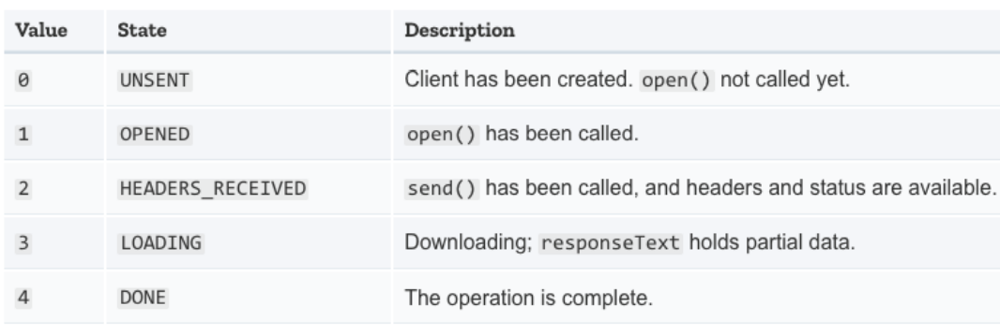 Value State Description
0 UNSENT Client has been created. open() not called yet.
1 OPENED open() has been called.
2 HEADERS_RECEIVED send() has been called, and headers and status are available.
3 LOADING Downloading; responseText holds partial data.
4 DONE The operation is complete.